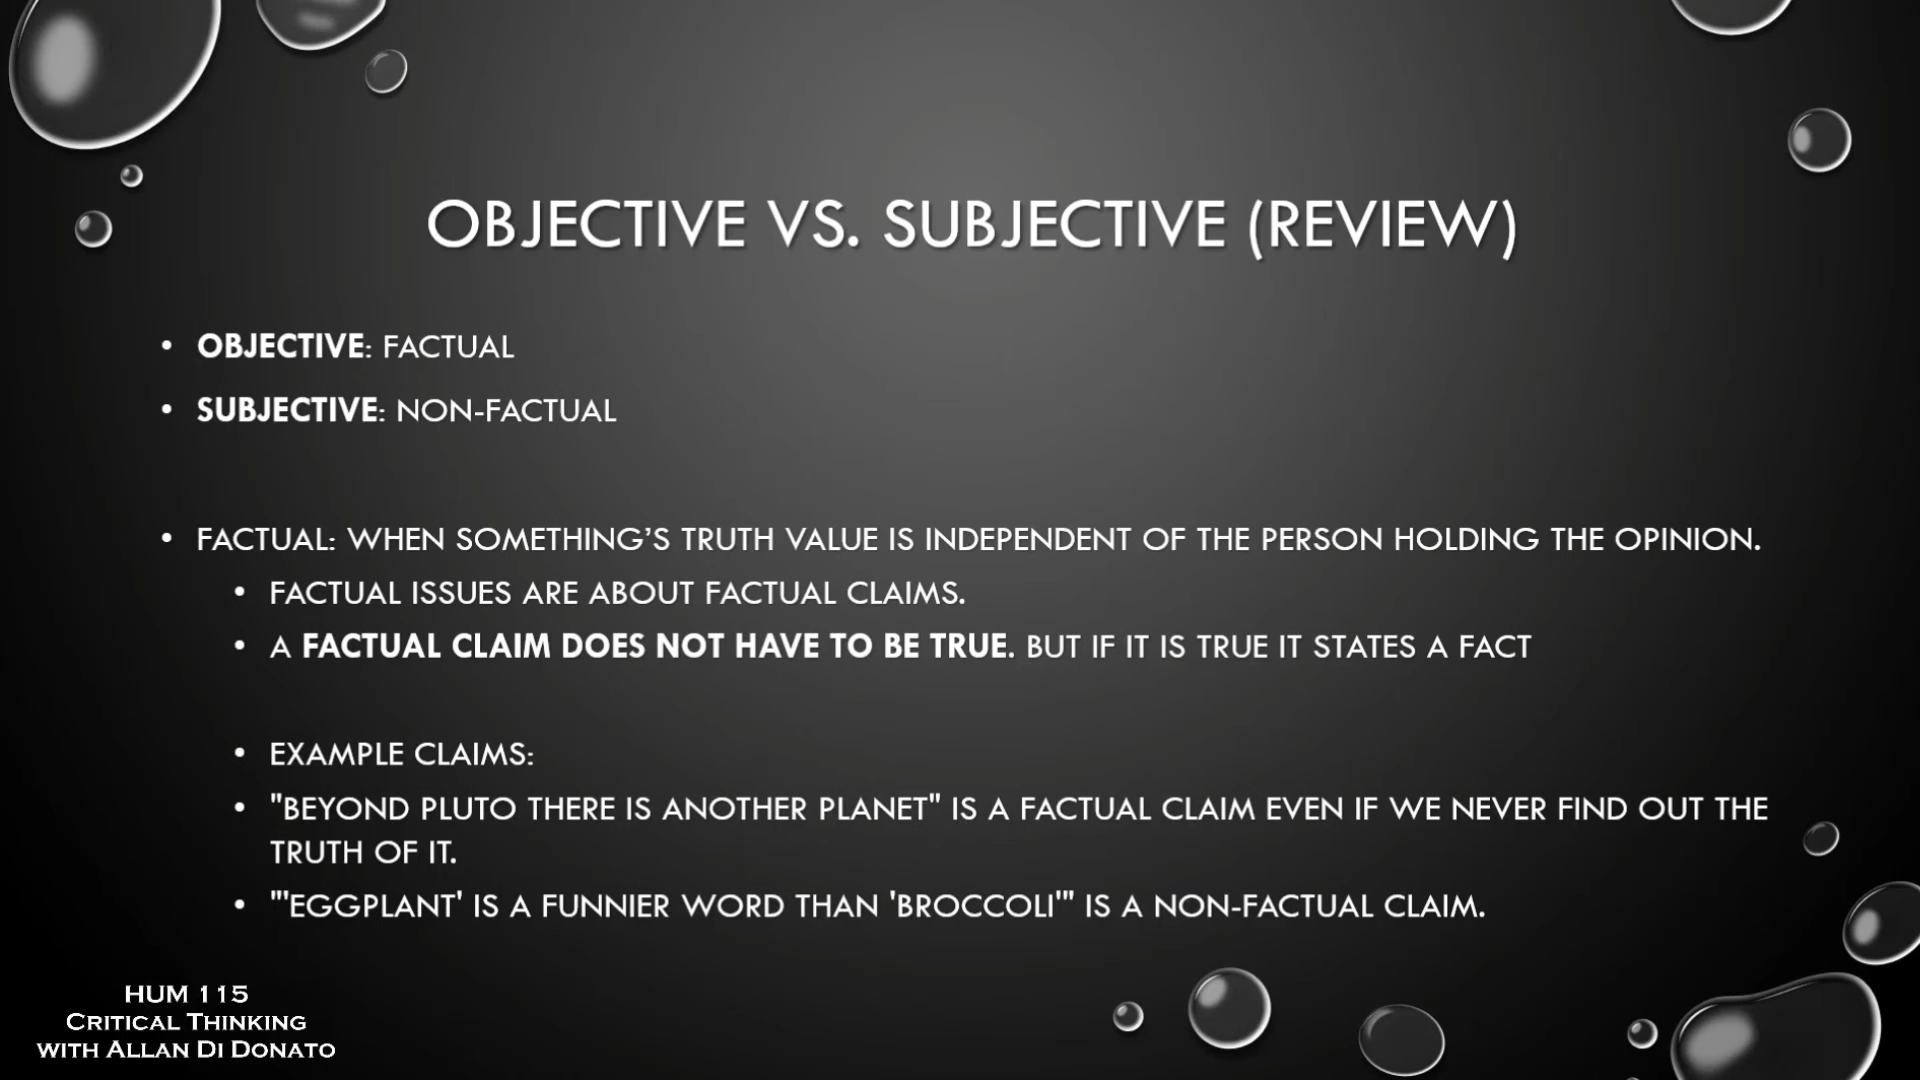 OBJECTIVE VS. SUBJECTIVE (REVIEW)
• OBJECTIVE: FACTUAL
• SUBJECTIVE: NON-FACTUAL
• FACTUAL: WHEN SOMETHING’S TRUTH VALUE IS INDEPENDENT OF THE PERSON HOLDING THE OPINION.
• FACTUAL ISSUES ARE ABOUT FACTUAL CLAIMS.
• A FACTUAL CLAIM DOES NOT HAVE TO BE TRUE. BUT IF IT IS TRUE IT STATES A FACT
• EXAMPLE CLAIMS:
• "BEYOND PLUTO THERE IS ANOTHER PLANET" IS A FACTUAL CLAIM EVEN IF WE NEVER FIND OUT THE
TRUTH OF IT.
• "'EGGPLANT' IS A FUNNIER WORD THAN 'BROCCOLI'" IS A NON-FACTUAL CLAIM.
HUM 115
CRITICAL THINKING
WITH ALLAN DI DONATO